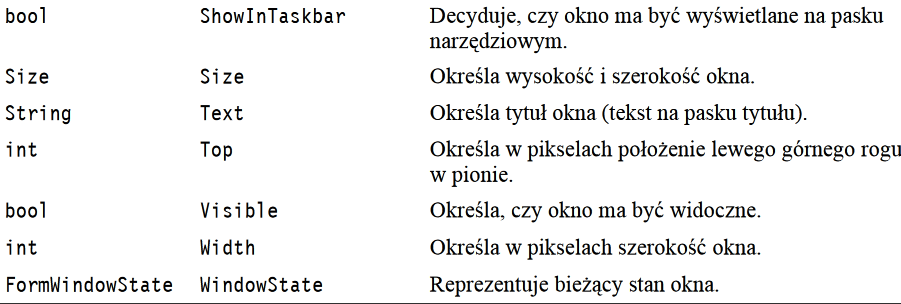 bool ShowInTaskbar Decyduje, czy okno ma być wyświetlane na pasku
narzędziowym.
Size Size Określa wysokość i szerokość okna.
String Text Określa tytuł okna (tekst na pasku tytułu).
int Top Określa w pikselach położenie lewego górnego rogu
w pionie.
bool Visible Określa, czy okno ma być widoczne.
int Width Określa w pikselach szerokość okna.
FormWindowState WindowState Reprezentuje bieżący stan okna.